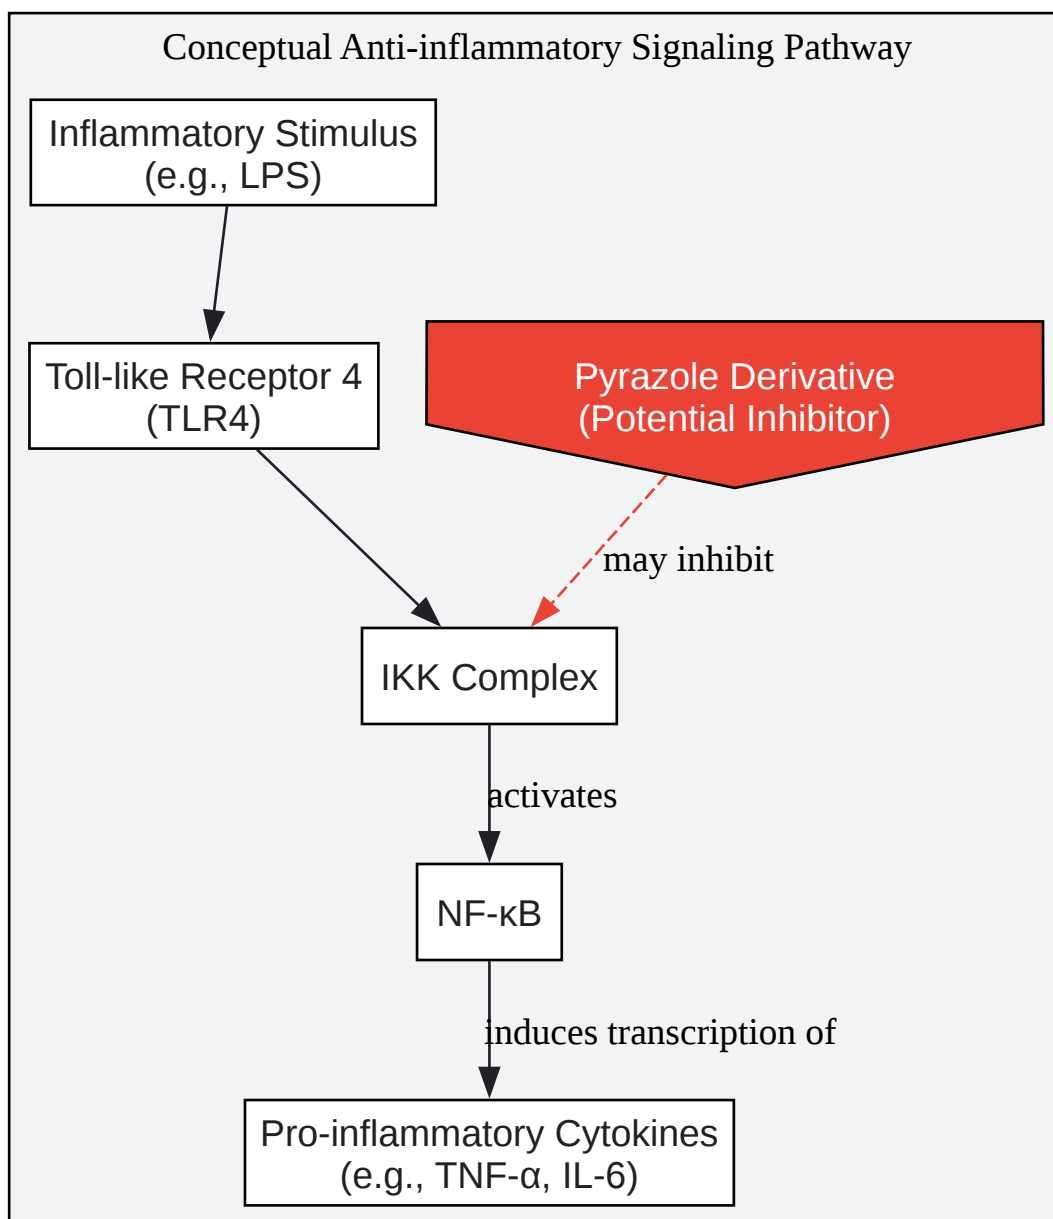 Conceptual Anti-inflammatory Signaling Pathway
Inflammatory Stimulus
(e.g., LPS)
Toll-like Receptor 4
(TLR4)
Pyrazole Derivative
(Potential Inhibitor)
may inhibit
IKK Complex
activates
NF-κB
induces transcription of
Pro-inflammatory Cytokines
(e.g., TNF-α, IL-6)